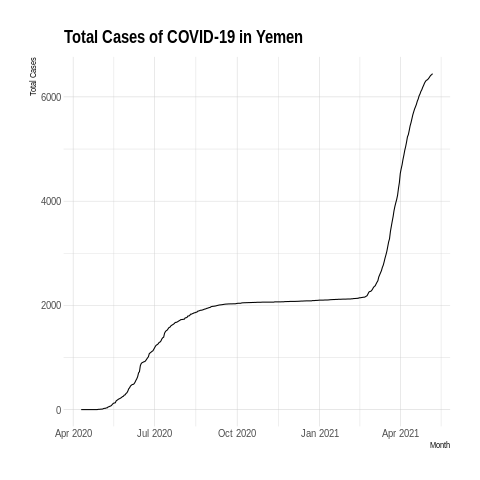 Total Cases of COVID-19 in Yemen
Total Cases
6000
4000
2000
0
Apr 2020 Jul 2020 Oct 2020 Jan 2021 Apr 2021
Month